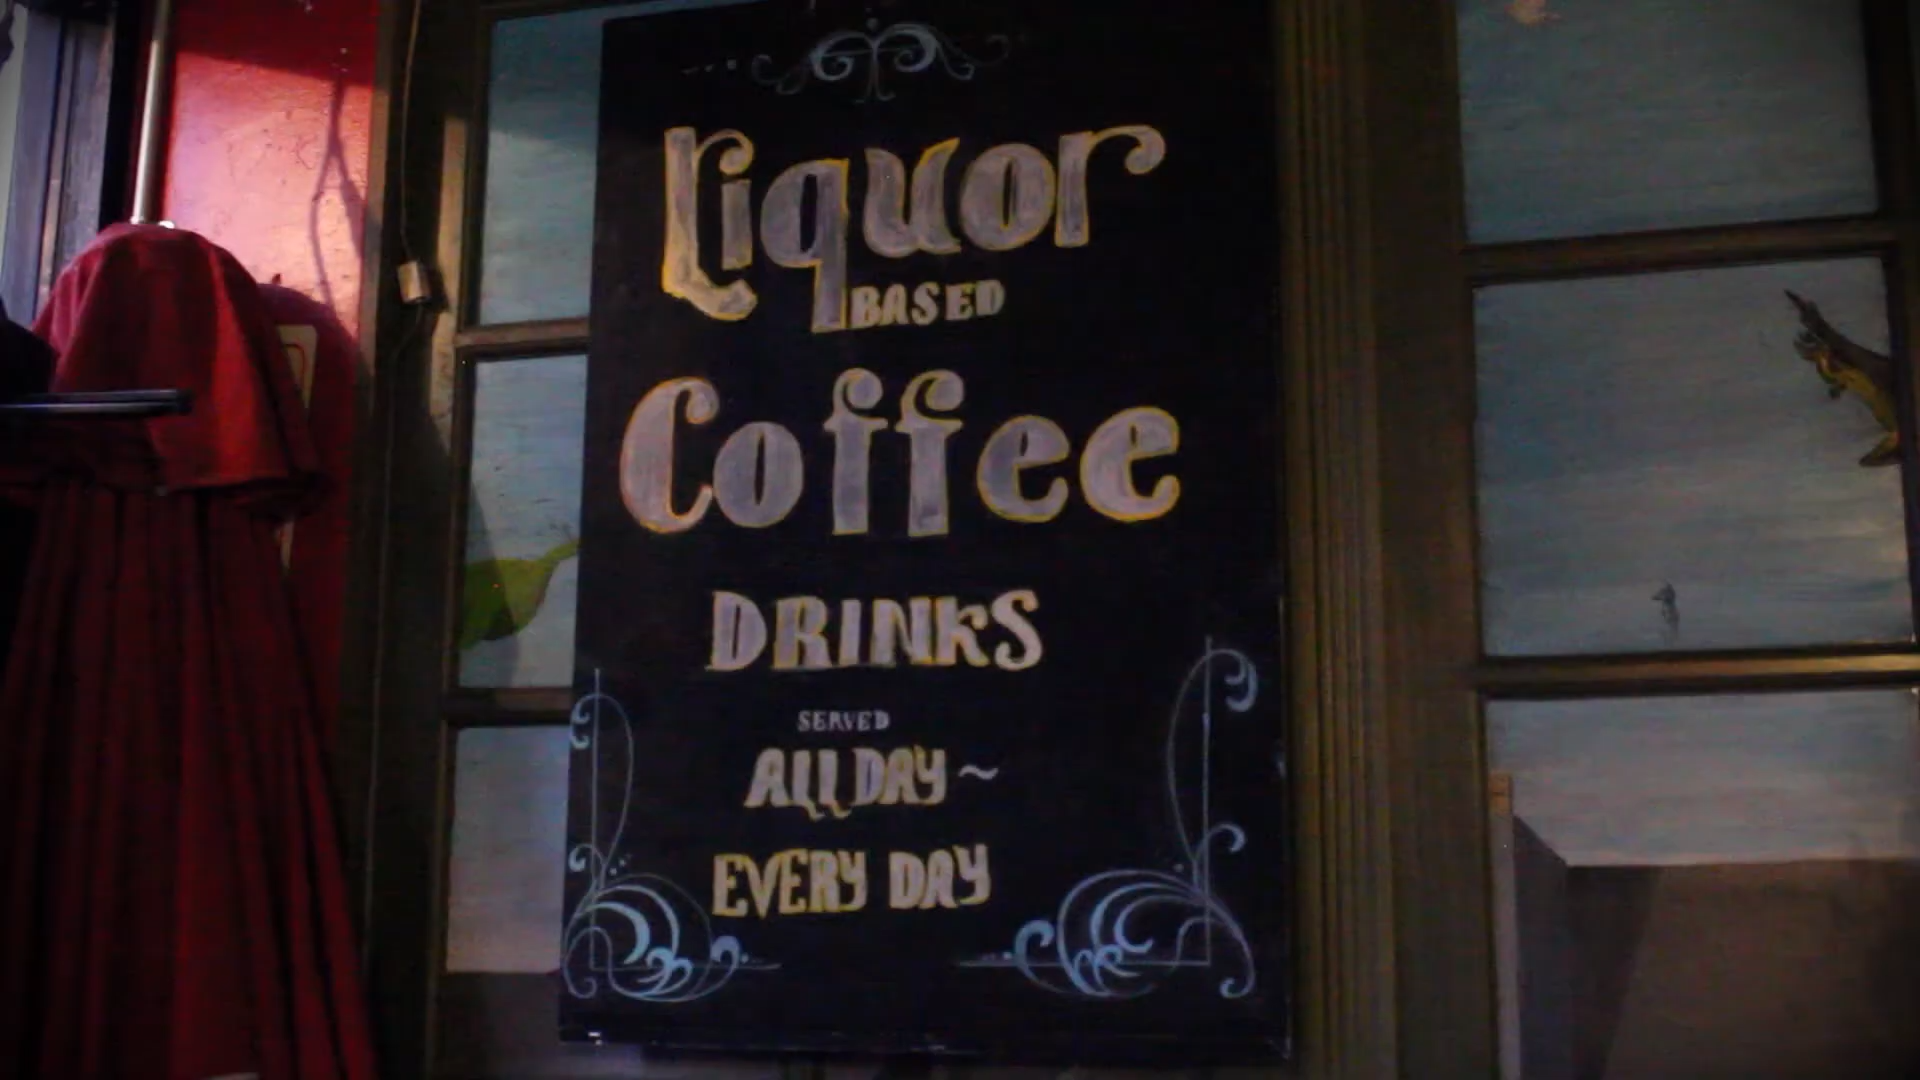 Liquor
BASED
Coffee
DRINKS
SERVED
ALL DAY ~
EVERY DAY